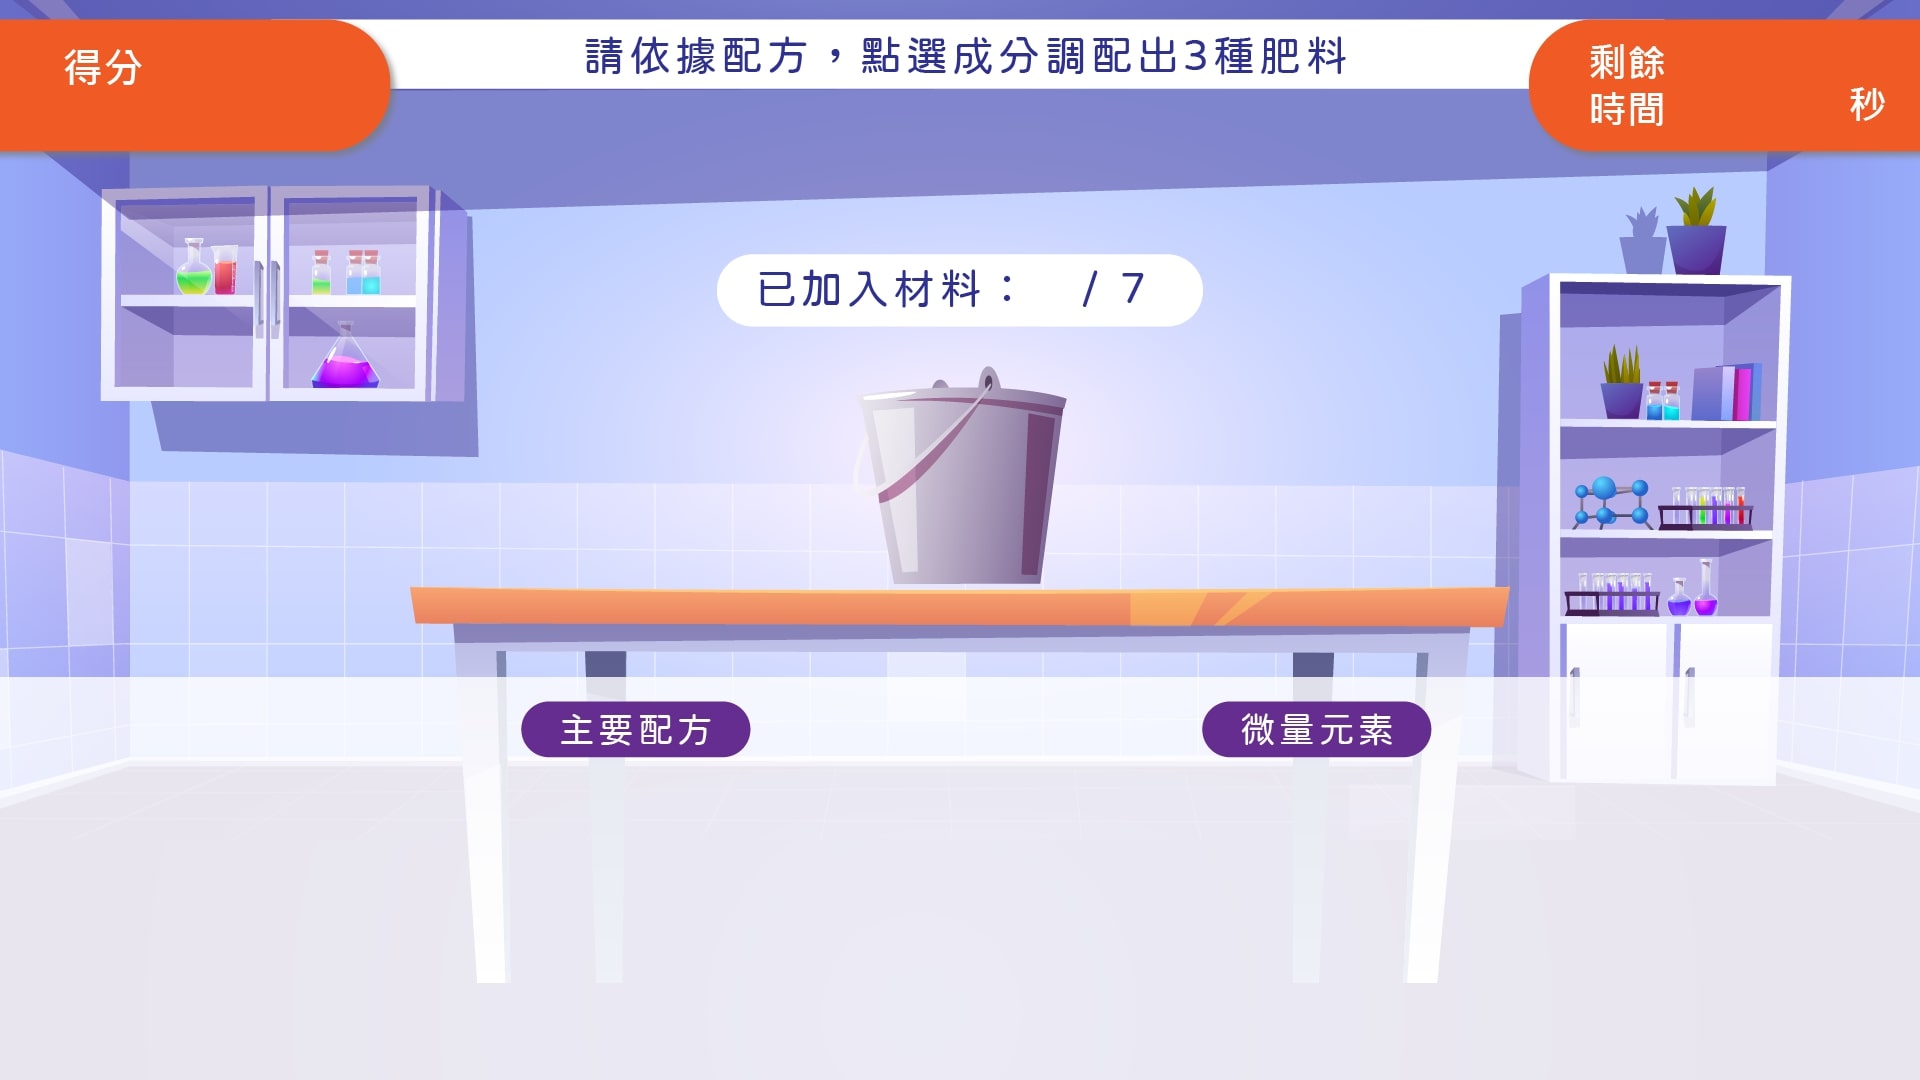 得分
請依據配方，點選成分調配出3種肥料
剩餘
時間
秒
已加入材料： / 7
主要配方
微量元素